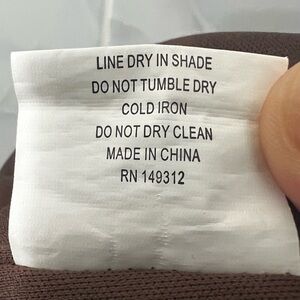 LINE DRY IN SHADE
DO NOT TUMBLE DRY
COLD IRON
DO NOT DRY CLEAN
MADE IN CHINA
RN 149312